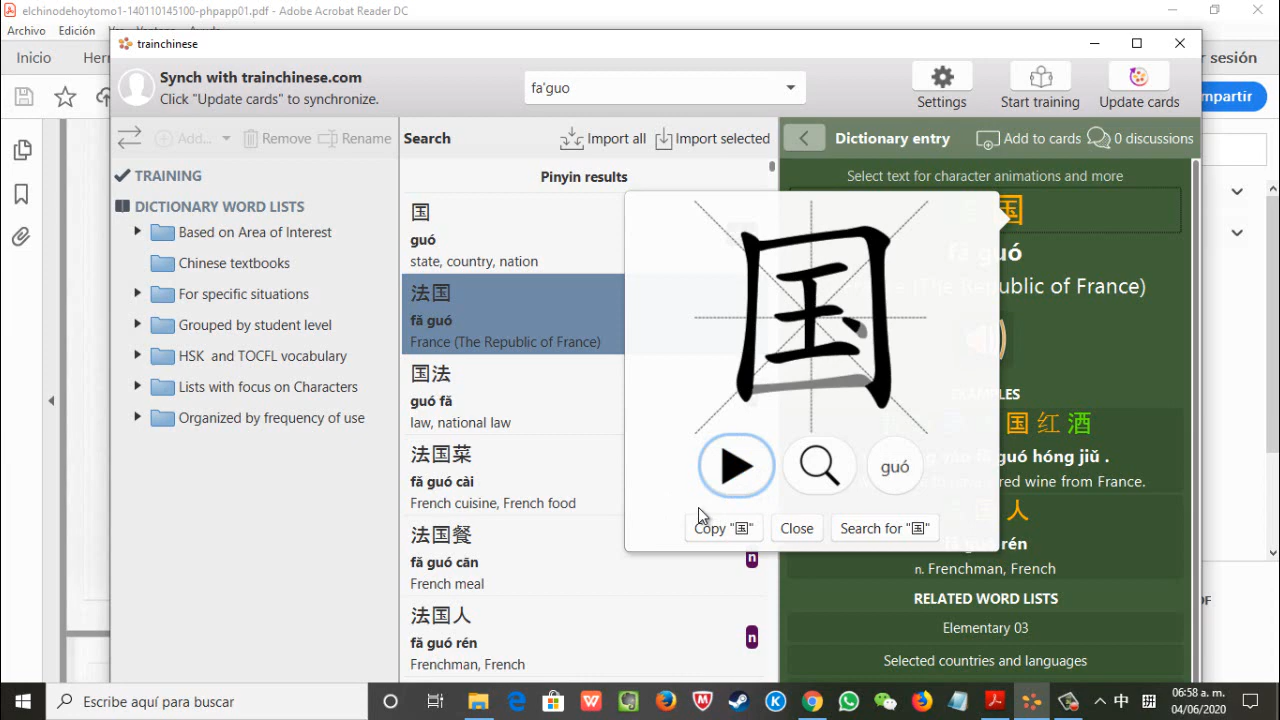 elchinodehoytomo1-140110145100-phpapp01.pdf - Adobe Acrobat Reader DC
Archivo Edición
Inicio
r sesión
mpartir
trainchinese
Synch with trainchinese.com
Click "Update cards" to synchronize.
fa'guo
Settings
Start training
Update cards
Add...
Remove
Rename
TRAINING
DICTIONARY WORD LISTS
Based on Area of Interest
Chinese textbooks
For specific situations
Grouped by student level
HSK and TOCFL vocabulary
Lists with focus on Characters
Organized by frequency of use
Search
Import all
Import selected
Pinyin results
国
guó
state, country, nation
法国
fǎ guó
France (The Republic of France)
国法
guó fǎ
law, national law
法国菜
fǎ guó cài
French cuisine, French food
法国餐
fǎ guó cān
French meal
n
法国人
fǎ guó rén
Frenchman, French
n
国
guó
Copy "国"
Close
Search for "国"
Dictionary entry
Add to cards
0 discussions
Select text for character animations and more
国
fǎ guó
(The Republic of France)
EXAMPLES
国红酒
guó hóng jiǔ .
red wine from France.
国人
rén
n. Frenchman, French
RELATED WORD LISTS
Elementary 03
Selected countries and languages
Escribe aquí para buscar
中
拼
06:58 a. m.
04/06/2020